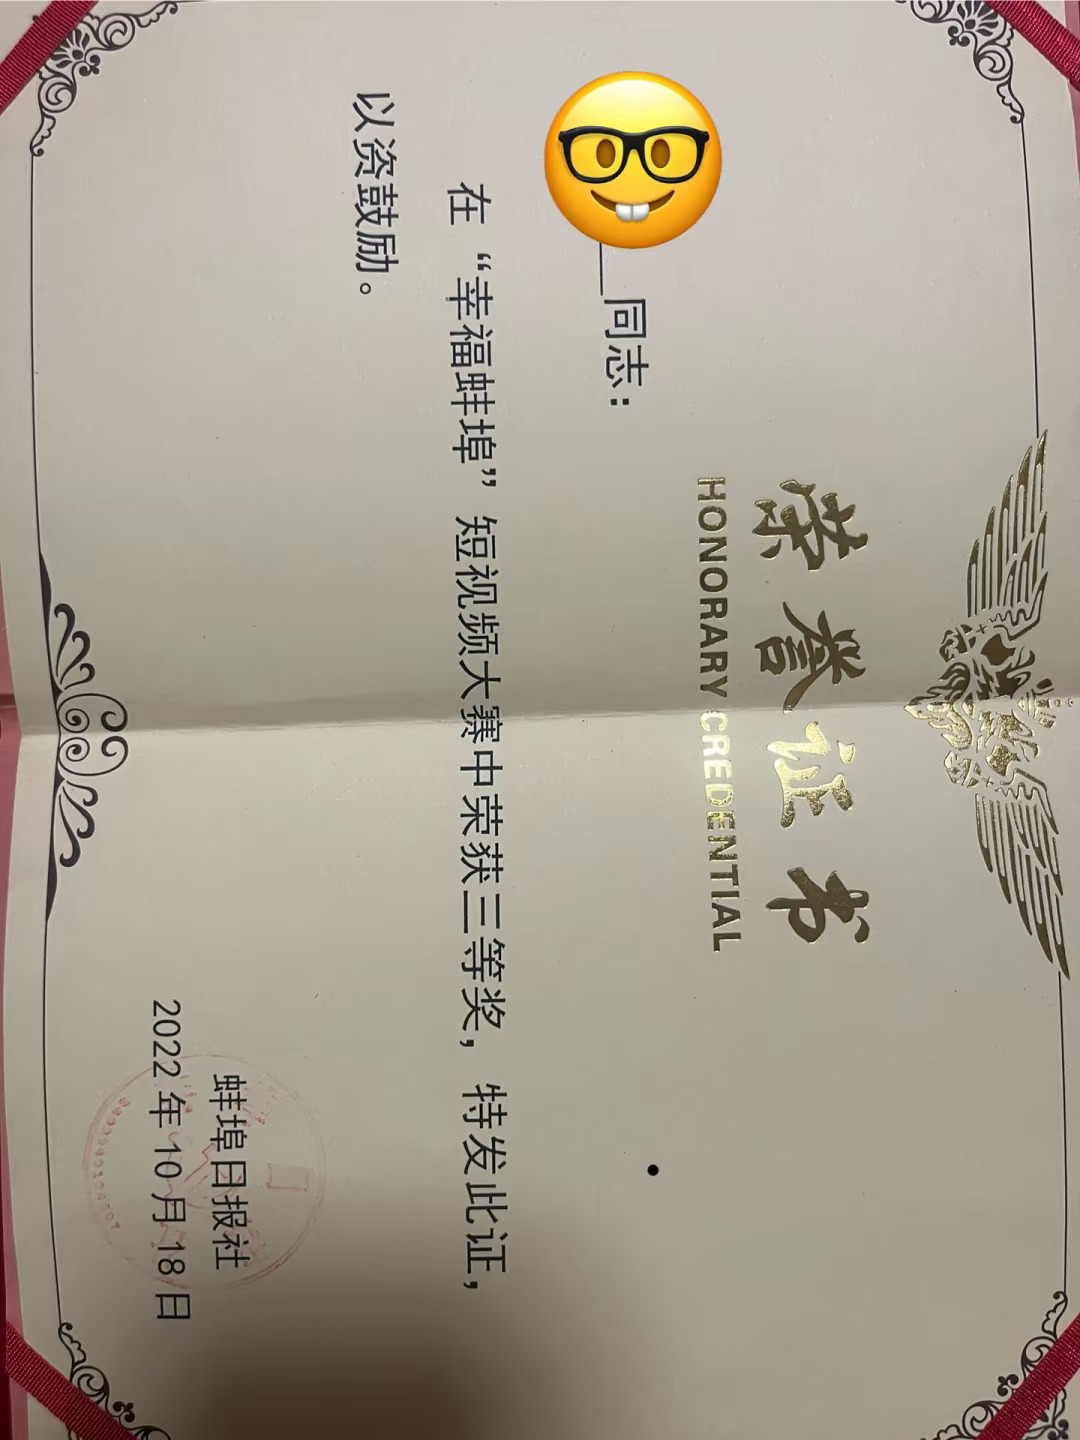 荣誉证书
HONORARY CREDENTIAL
同志：
在“幸福蚌埠”短视频大赛中荣获三等奖，特发此证，
以资鼓励。
蚌埠日报社
2022年10月18日